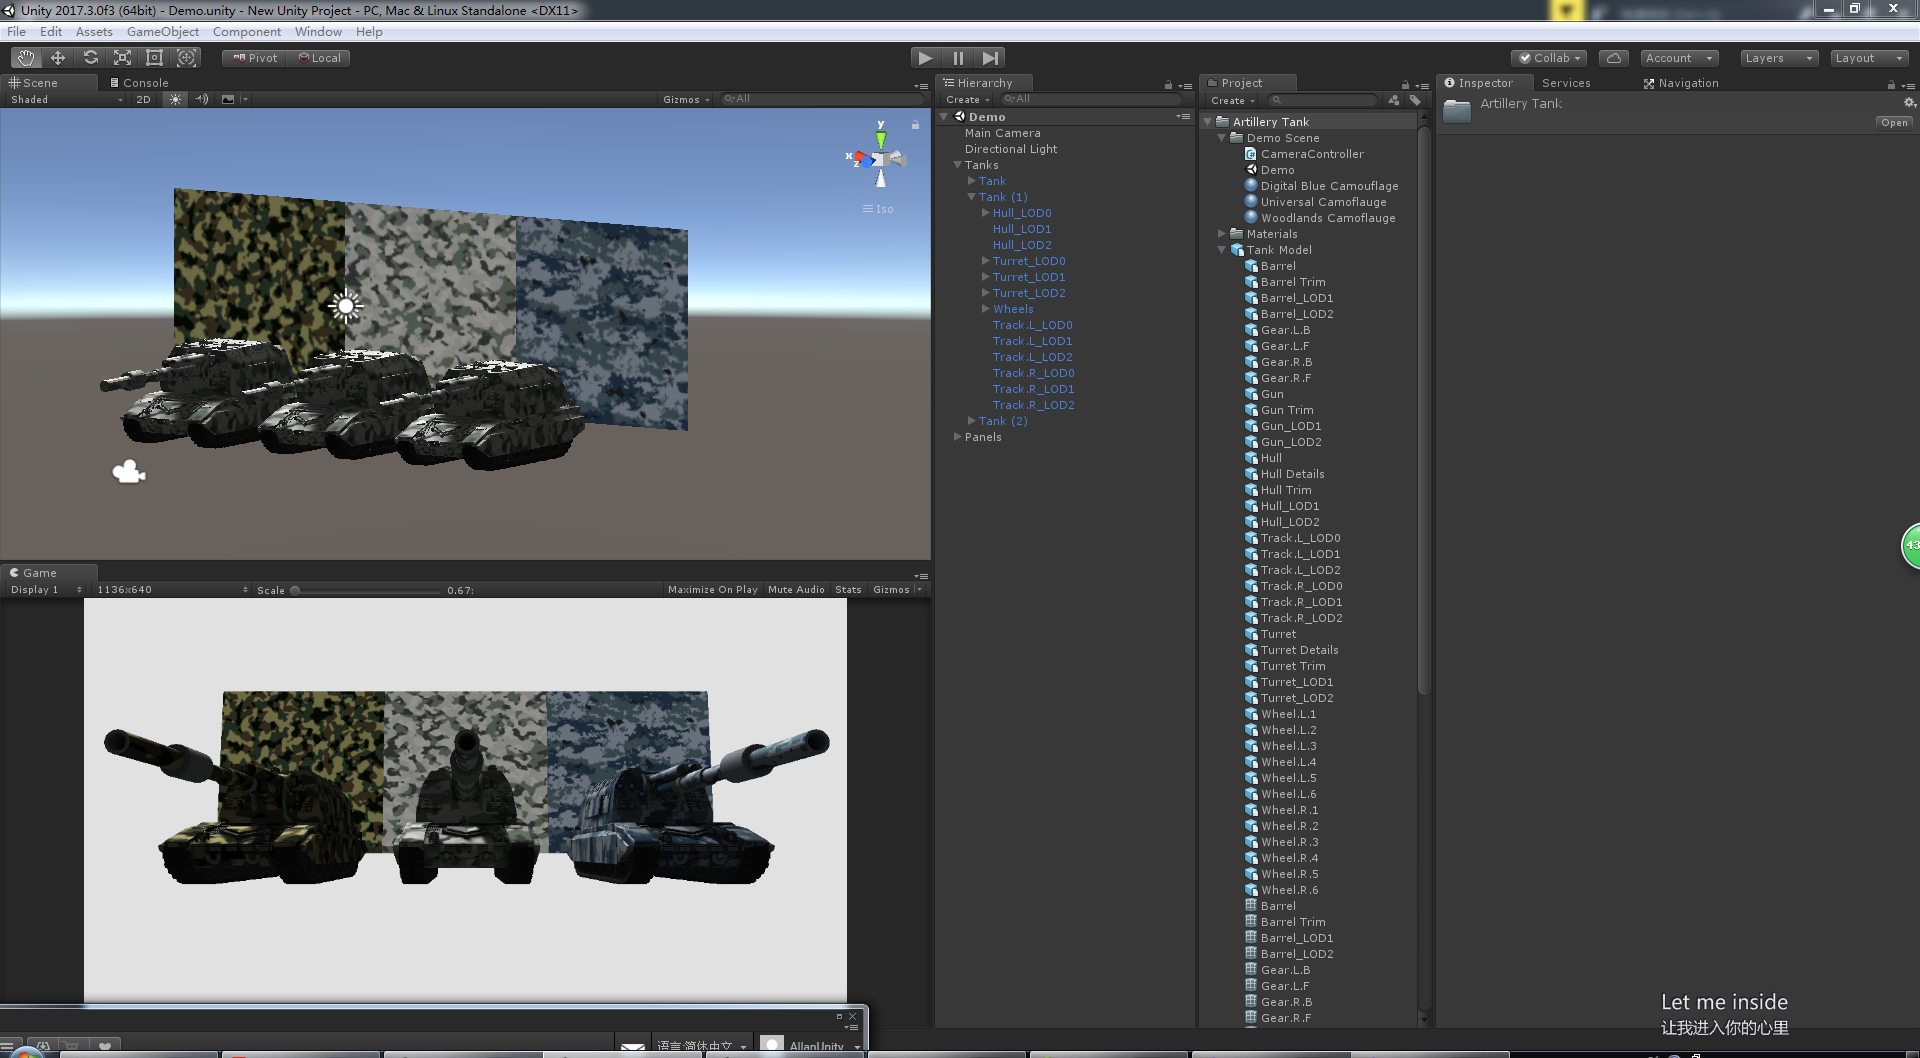 Unity 2017.3.0f3 (64bit) - Demo.unity - New Unity Project - PC, Mac & Linux Standalone <DX11>
File Edit Assets GameObject Component Window Help
Pivot Local Collab Account Layers Layout
Scene Console
Shaded 2D Gizmos All
y
x
z
Iso
Game
Display 1 1136x640 Scale 0.67: Maximize On Play Mute Audio Stats Gizmos
语言:简体中文 AllanUnity
Hierarchy
Create All
Demo
Main Camera
Directional Light
Tanks
Tank
Tank (1)
Hull_LOD0
Hull_LOD1
Hull_LOD2
Turret_LOD0
Turret_LOD1
Turret_LOD2
Wheels
Track.L_LOD0
Track.L_LOD1
Track.L_LOD2
Track.R_LOD0
Track.R_LOD1
Track.R_LOD2
Tank (2)
Panels
Project
Create
Artillery Tank
Demo Scene
CameraController
Demo
Digital Blue Camouflage
Universal Camoflauge
Woodlands Camoflauge
Materials
Tank Model
Barrel
Barrel Trim
Barrel_LOD1
Barrel_LOD2
Gear.L.B
Gear.L.F
Gear.R.B
Gear.R.F
Gun
Gun Trim
Gun_LOD1
Gun_LOD2
Hull
Hull Details
Hull Trim
Hull_LOD1
Hull_LOD2
Track.L_LOD0
Track.L_LOD1
Track.L_LOD2
Track.R_LOD0
Track.R_LOD1
Track.R_LOD2
Turret
Turret Details
Turret Trim
Turret_LOD1
Turret_LOD2
Wheel.L.1
Wheel.L.2
Wheel.L.3
Wheel.L.4
Wheel.L.5
Wheel.L.6
Wheel.R.1
Wheel.R.2
Wheel.R.3
Wheel.R.4
Wheel.R.5
Wheel.R.6
Barrel
Barrel Trim
Barrel_LOD1
Barrel_LOD2
Gear.L.B
Gear.L.F
Gear.R.B
Gear.R.F
Inspector Services Navigation
Artillery Tank
Open
43
Let me inside
让我进入你的心里